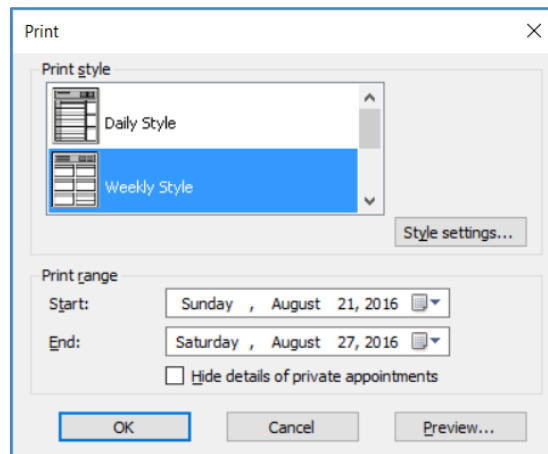 Print
Print style
Daily Style
Weekly Style
Style settings...
Print range
Start: Sunday , August 21, 2016
End: Saturday , August 27, 2016
Hide details of private appointments
OK Cancel Preview...